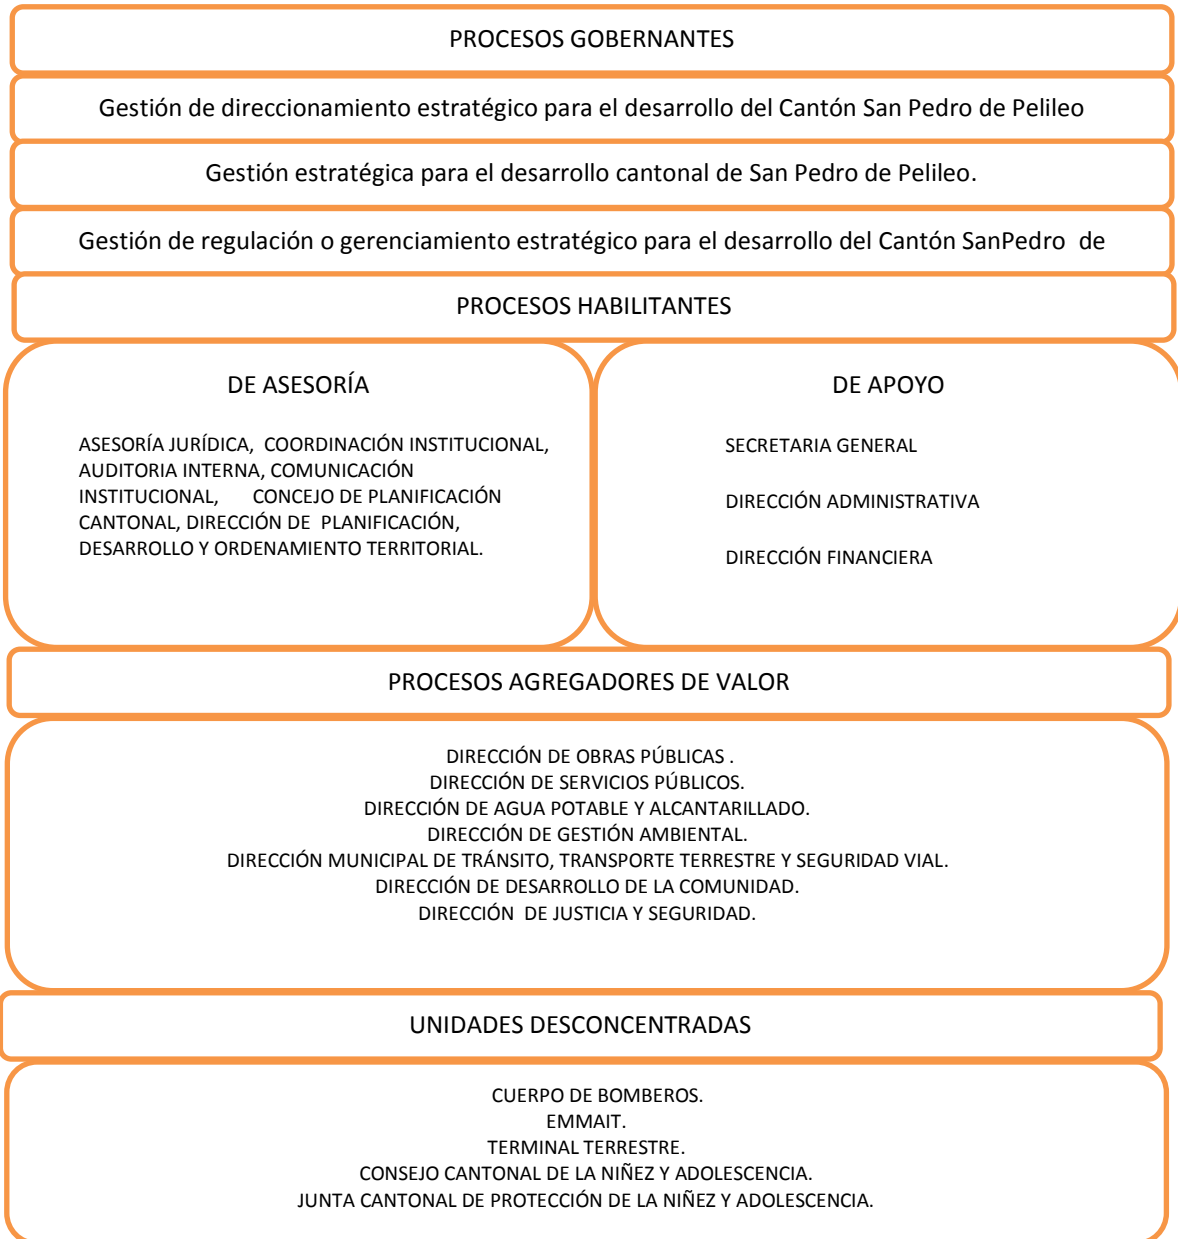 PROCESOS GOBERNANTES
Gestión de direccionamiento estratégico para el desarrollo del Cantón San Pedro de Pelileo
Gestión estratégica para el desarrollo cantonal de San Pedro de Pelileo.
Gestión de regulación o gerenciamiento estratégico para el desarrollo del Cantón SanPedro  de
PROCESOS HABILITANTES
DE ASESORÍA
ASESORÍA JURÍDICA,  COORDINACIÓN INSTITUCIONAL,
AUDITORIA INTERNA, COMUNICACIÓN
INSTITUCIONAL,      CONCEJO DE PLANIFICACIÓN
CANTONAL, DIRECCIÓN DE  PLANIFICACIÓN,
DESARROLLO Y ORDENAMIENTO TERRITORIAL.
DE APOYO
SECRETARIA GENERAL
DIRECCIÓN ADMINISTRATIVA
DIRECCIÓN FINANCIERA
PROCESOS AGREGADORES DE VALOR
DIRECCIÓN DE OBRAS PÚBLICAS .
DIRECCIÓN DE SERVICIOS PÚBLICOS.
DIRECCIÓN DE AGUA POTABLE Y ALCANTARILLADO.
DIRECCIÓN DE GESTIÓN AMBIENTAL.
DIRECCIÓN MUNICIPAL DE TRÁNSITO, TRANSPORTE TERRESTRE Y SEGURIDAD VIAL.
DIRECCIÓN DE DESARROLLO DE LA COMUNIDAD.
DIRECCIÓN  DE JUSTICIA Y SEGURIDAD.
UNIDADES DESCONCENTRADAS
CUERPO DE BOMBEROS.
EMMAIT.
TERMINAL TERRESTRE.
CONSEJO CANTONAL DE LA NIÑEZ Y ADOLESCENCIA.
JUNTA CANTONAL DE PROTECCIÓN DE LA NIÑEZ Y ADOLESCENCIA.